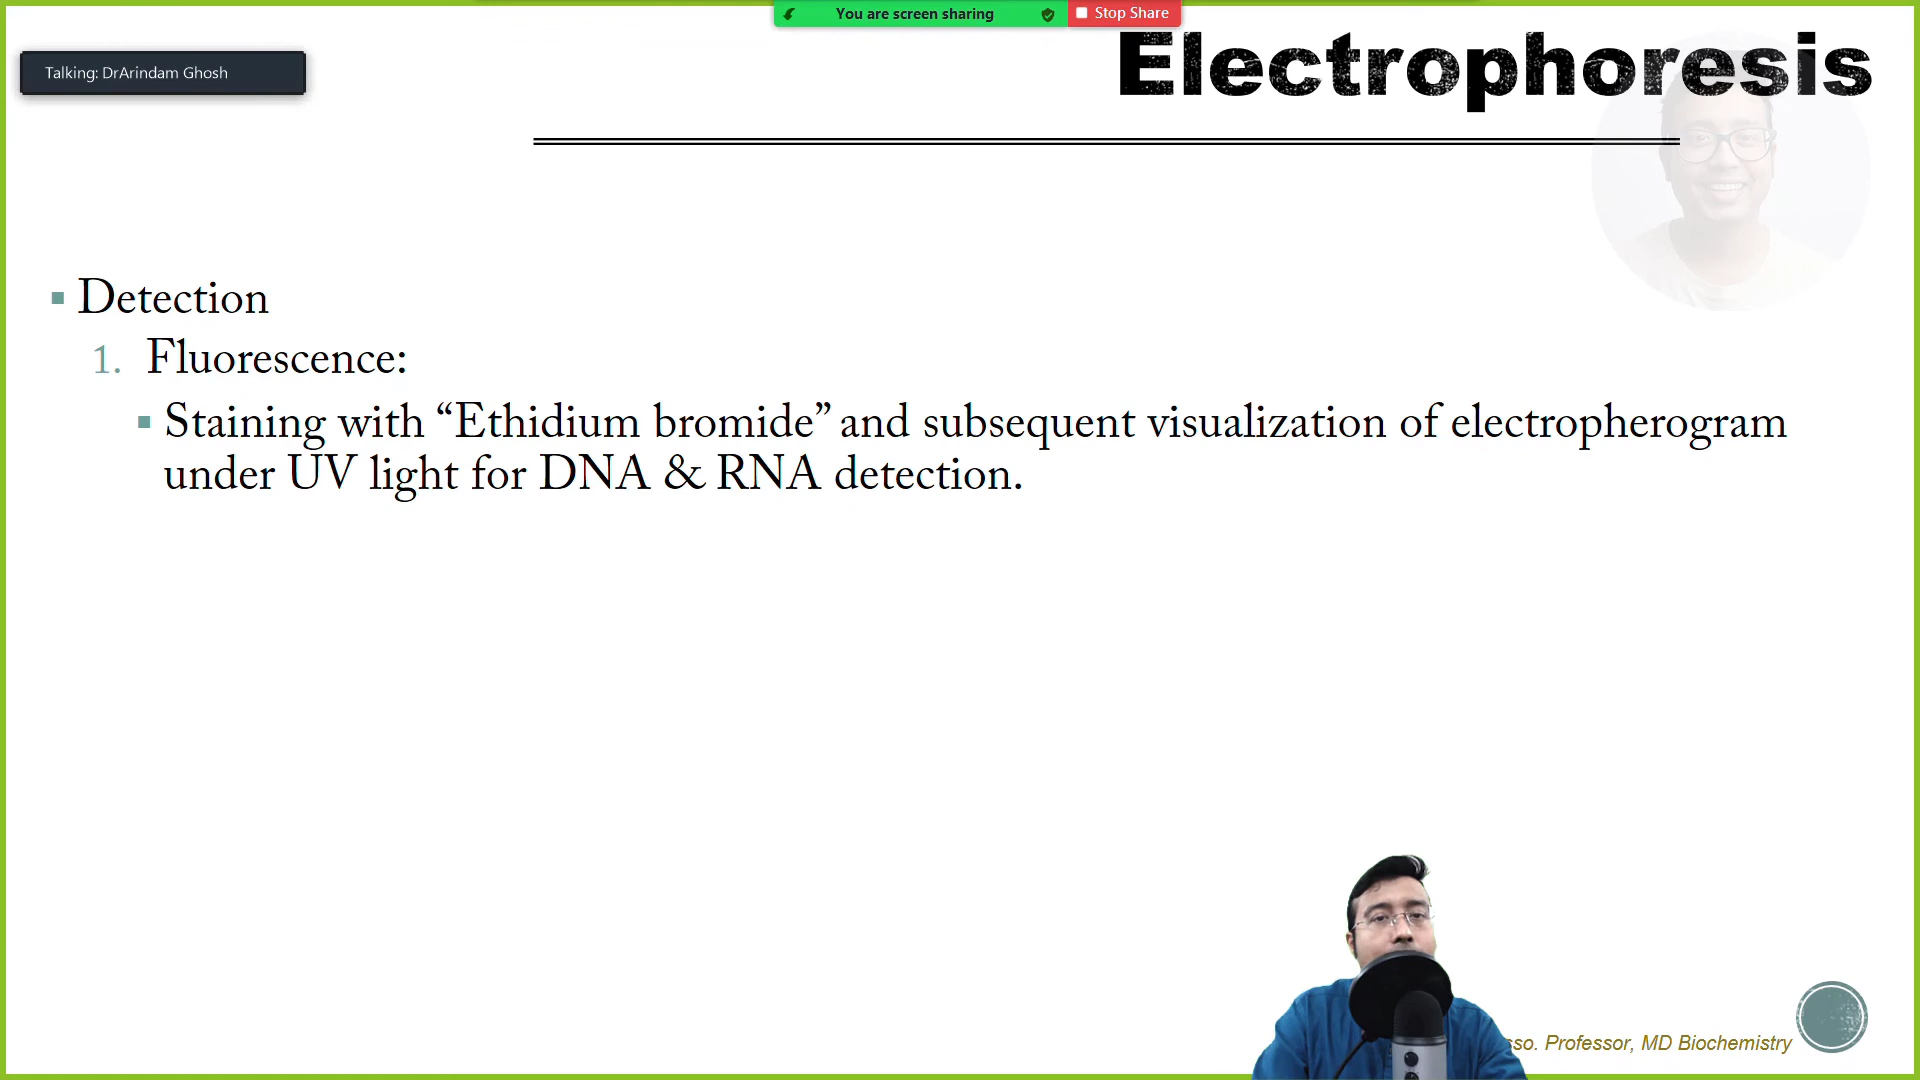 You are screen sharing
Stop Share
Talking: DrArindam Ghosh
Electrophoresis
Detection
1. Fluorescence:
Staining with “Ethidium bromide” and subsequent visualization of electropherogram
under UV light for DNA & RNA detection.
Professor, MD Biochemistry